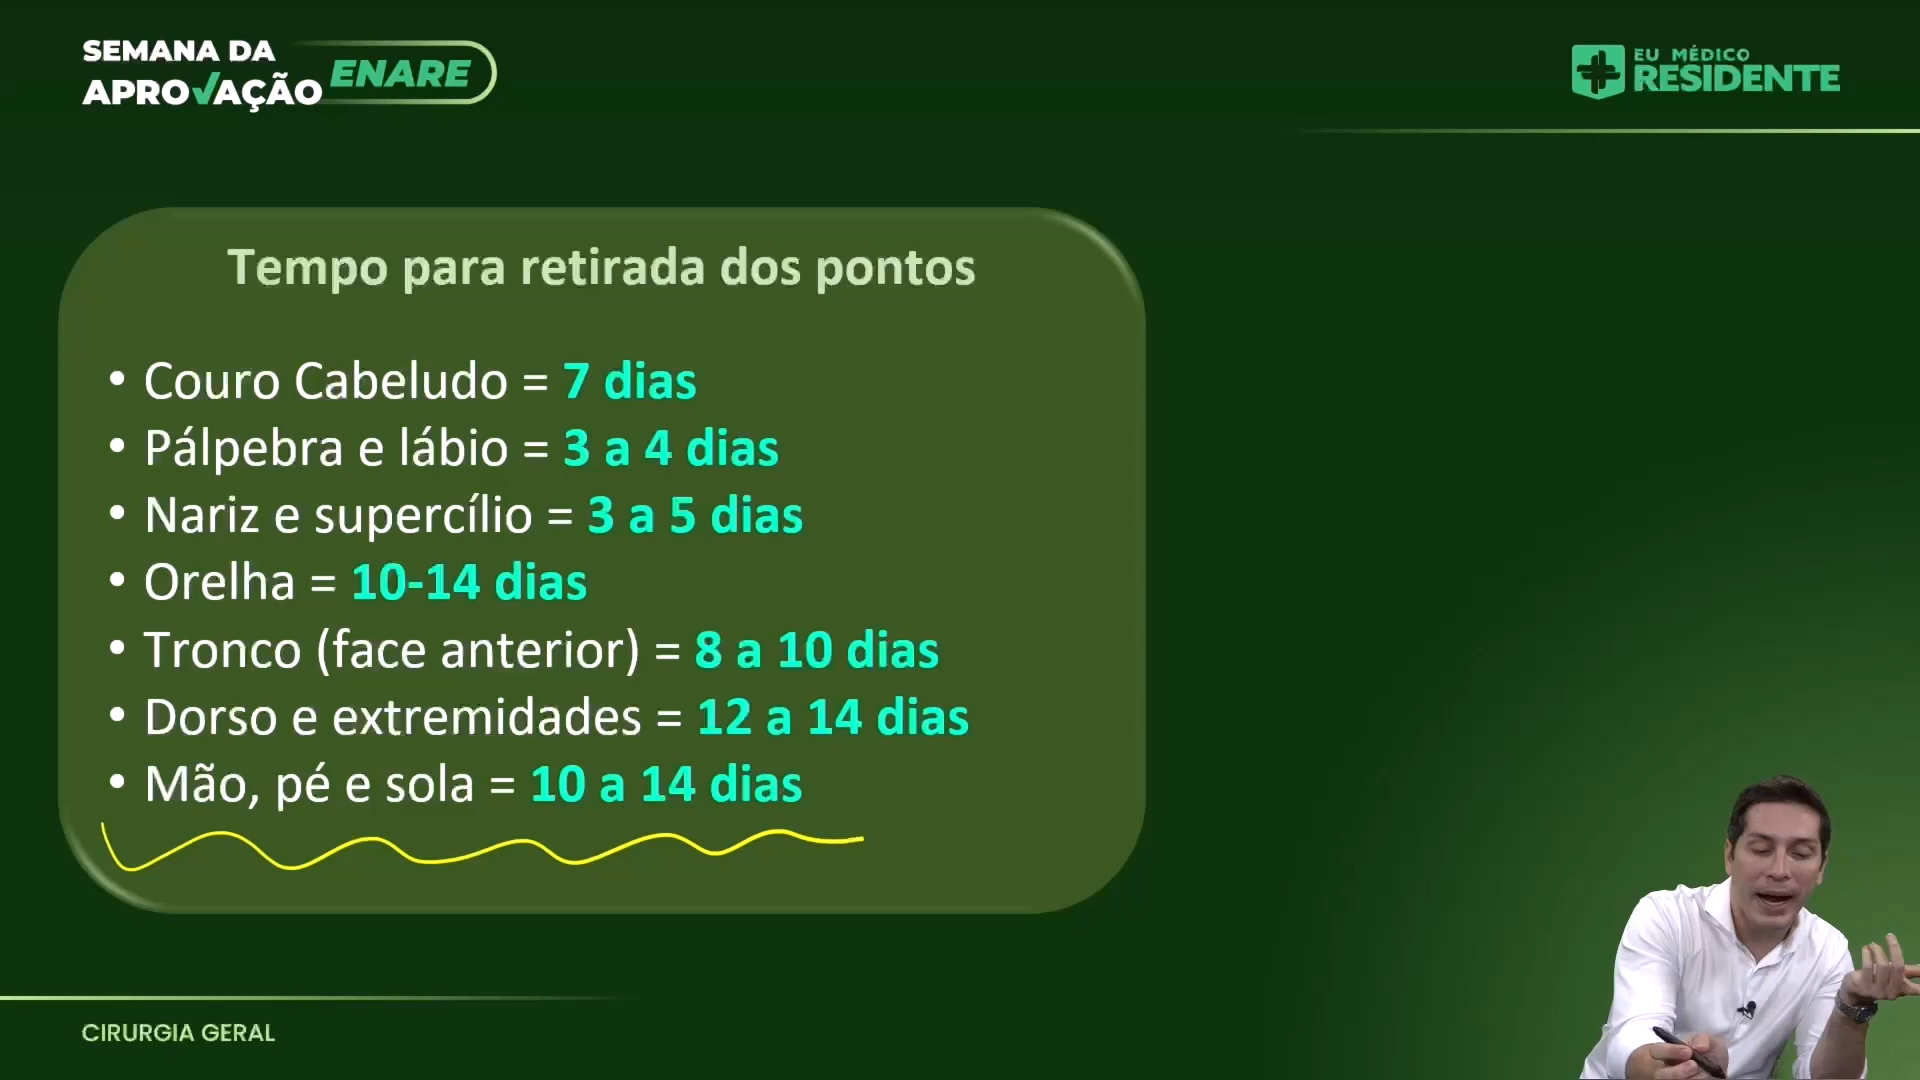 SEMANA DA
APROVAÇÃO ENARE
EU MÉDICO
RESIDENTE
Tempo para retirada dos pontos
• Couro Cabeludo = 7 dias
• Pálpebra e lábio = 3 a 4 dias
• Nariz e supercílio = 3 a 5 dias
• Orelha = 10-14 dias
• Tronco (face anterior) = 8 a 10 dias
• Dorso e extremidades = 12 a 14 dias
• Mão, pé e sola = 10 a 14 dias
CIRURGIA GERAL